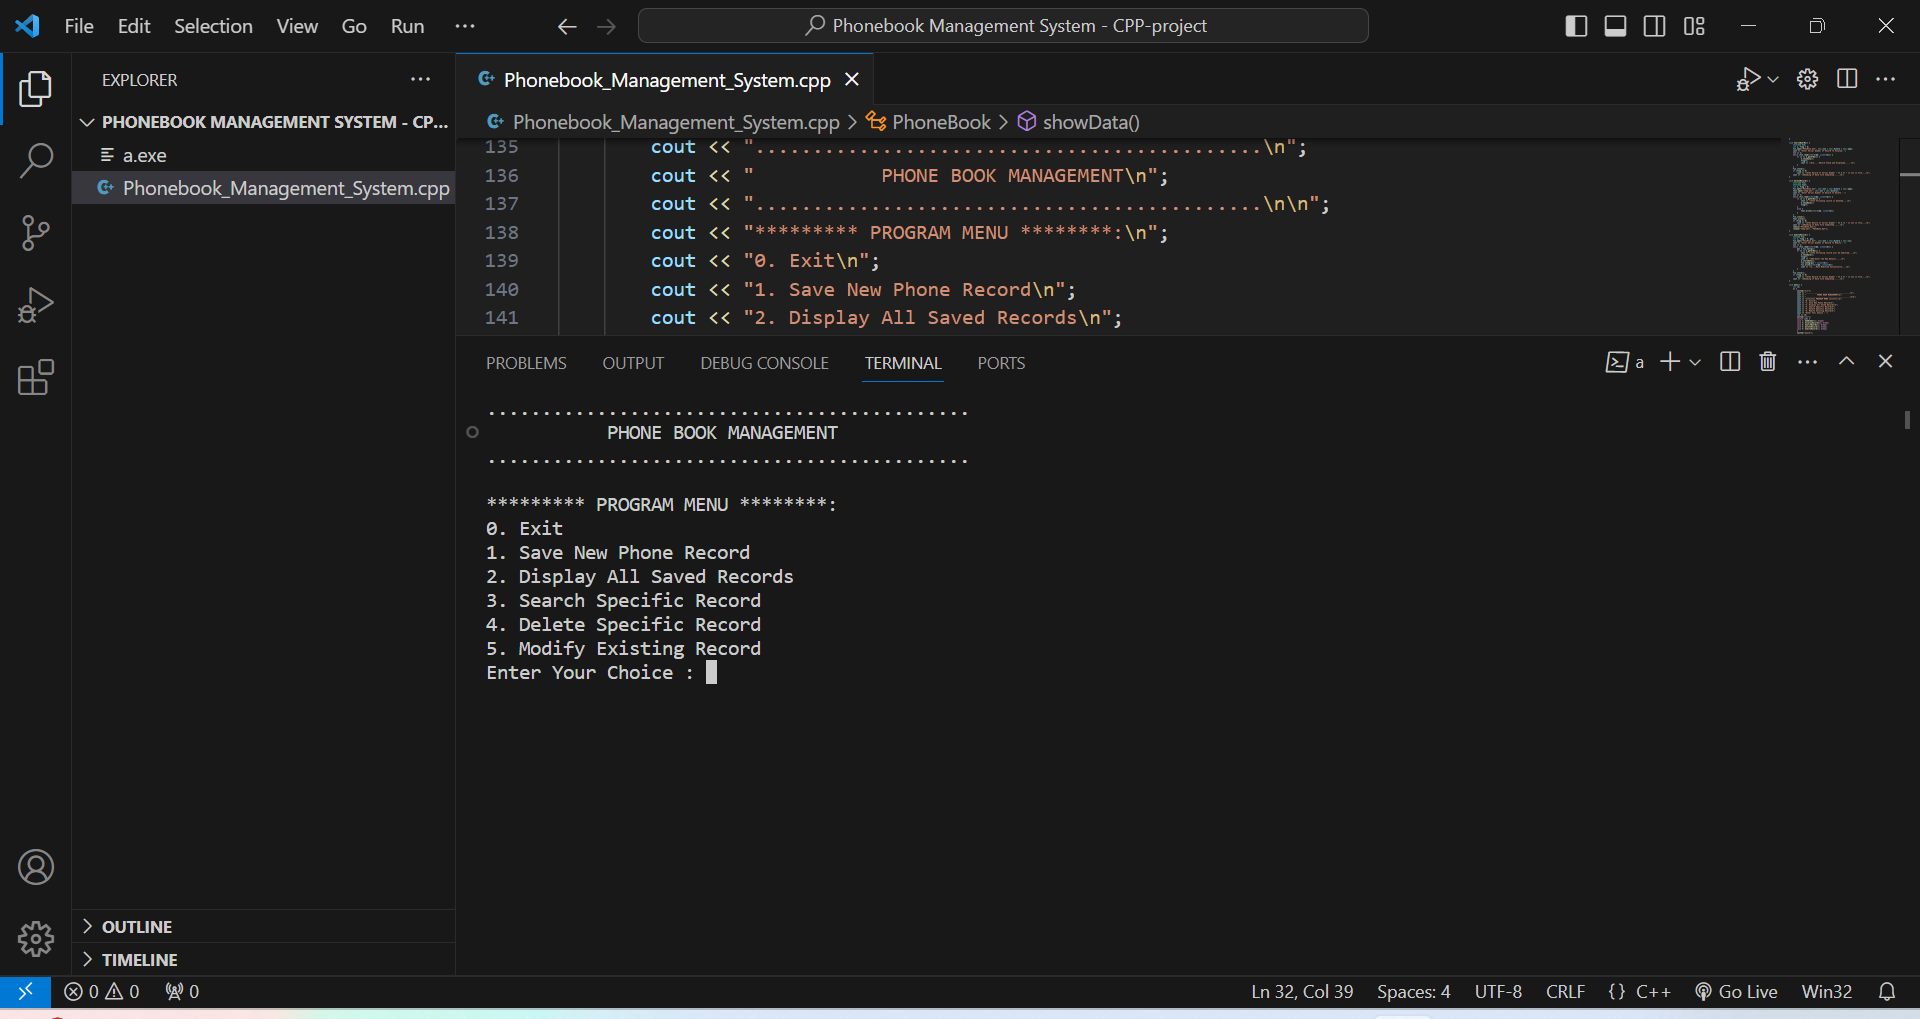 File Edit Selection View Go Run ...
Phonebook Management System - CPP-project
EXPLORER
PHONEBOOK MANAGEMENT SYSTEM - CP...
a.exe
Phonebook_Management_System.cpp
Phonebook_Management_System.cpp
Phonebook_Management_System.cpp > PhoneBook > showData()
135 cout << "............................................\n";
136 cout << "           PHONE BOOK MANAGEMENT\n";
137 cout << "............................................\n\n";
138 cout << "********* PROGRAM MENU ********:\n";
139 cout << "0. Exit\n";
140 cout << "1. Save New Phone Record\n";
141 cout << "2. Display All Saved Records\n";
PROBLEMS OUTPUT DEBUG CONSOLE TERMINAL PORTS
a
............................................
PHONE BOOK MANAGEMENT
............................................
********* PROGRAM MENU ********:
0. Exit
1. Save New Phone Record
2. Display All Saved Records
3. Search Specific Record
4. Delete Specific Record
5. Modify Existing Record
Enter Your Choice :
OUTLINE
TIMELINE
0 0 0
Ln 32, Col 39 Spaces: 4 UTF-8 CRLF {} C++ Go Live Win32